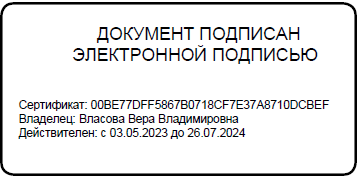 ДОКУМЕНТ ПОДПИСАН
ЭЛЕКТРОННОЙ ПОДПИСЬЮ
Сертификат: 00BE77DFF5867B0718CF7E37A8710DCBEF
Владелец: Власова Вера Владимировна
Действителен: с 03.05.2023 до 26.07.2024